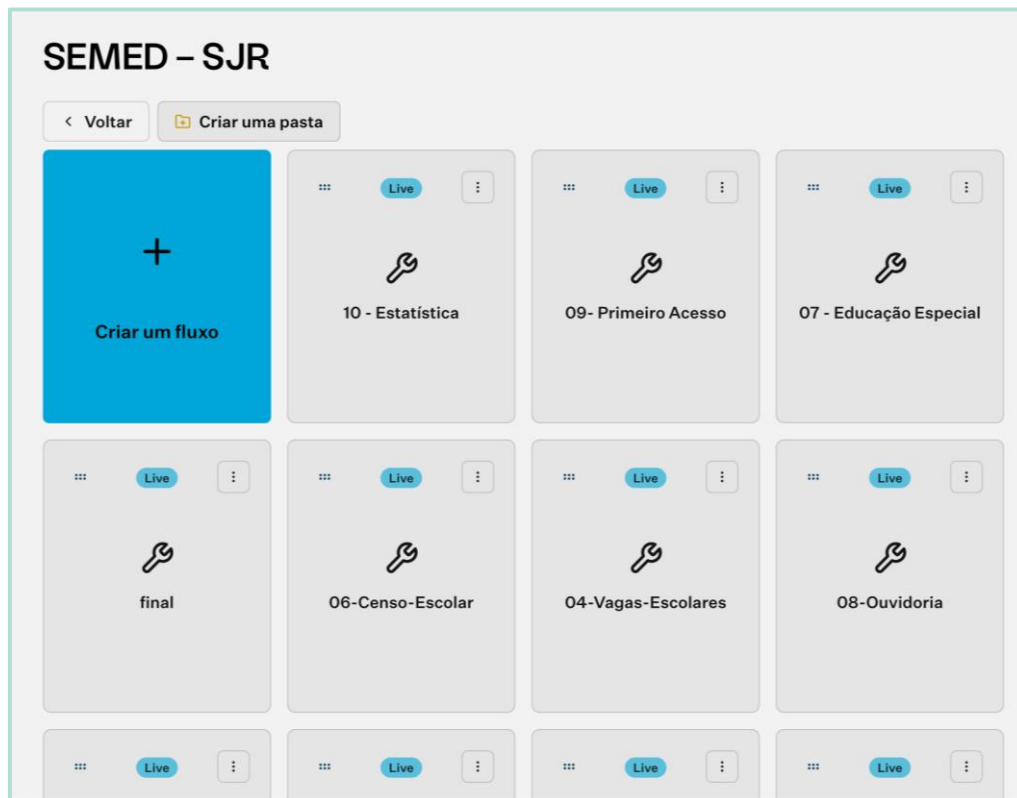 SEMED – SJR
Voltar
Criar uma pasta
Criar um fluxo
Live
10 - Estatística
Live
09- Primeiro Acesso
Live
07 - Educação Especial
Live
final
Live
06-Censo-Escolar
Live
04-Vagas-Escolares
Live
08-Ouvidoria
Live
Live
Live
Live